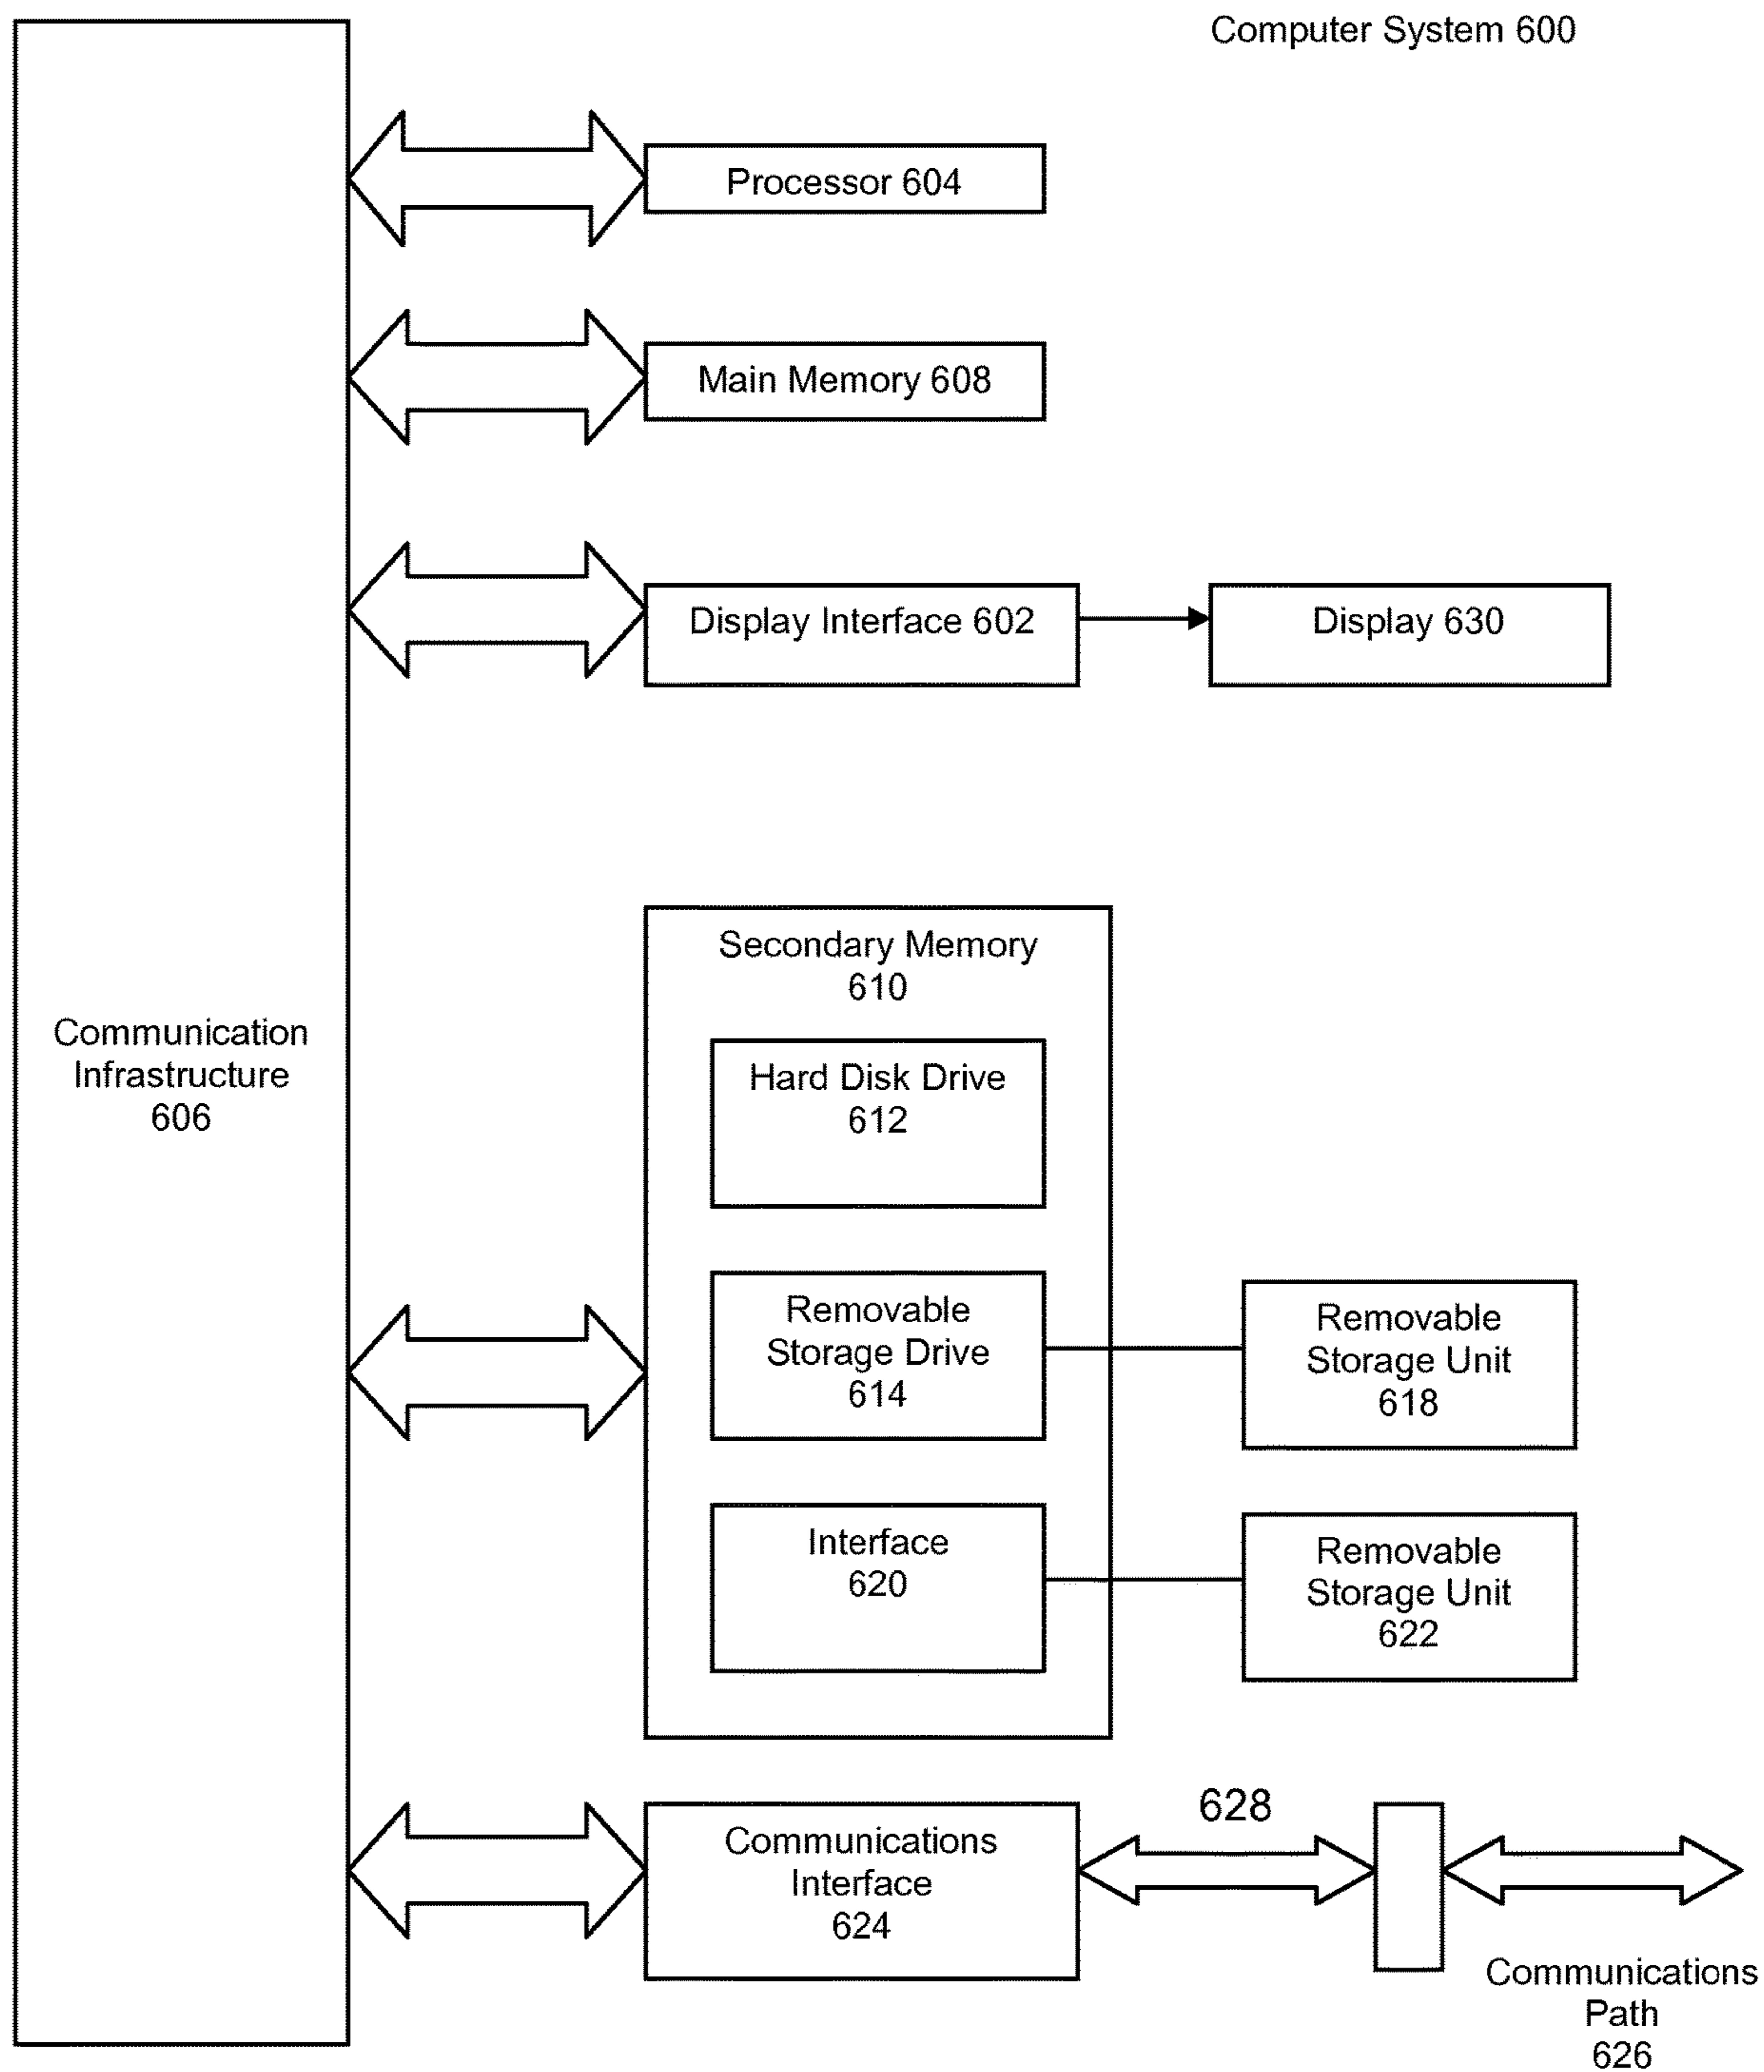 Computer System 600
Processor 604
Main Memory 608
Display Interface 602
Display 630
Communication
Infrastructure
606
Secondary Memory
610
Hard Disk Drive
612
Removable
Storage Drive
614
Removable
Storage Unit
618
Interface
620
Removable
Storage Unit
622
Communications
Interface
624
628
Communications
Path
626